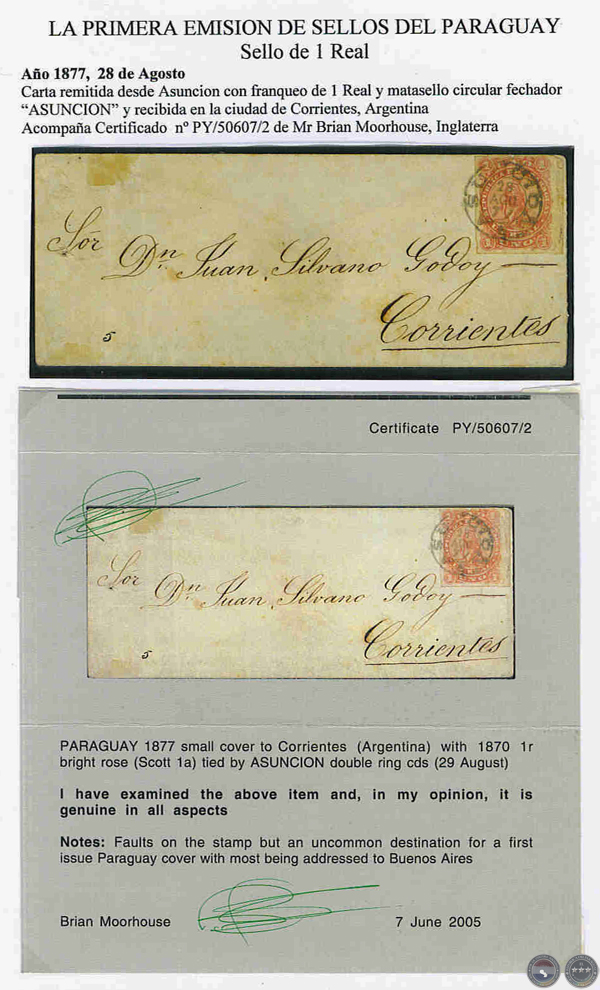 LA PRIMERA EMISION DE SELLOS DEL PARAGUAY
Sello de 1 Real
Año 1877, 28 de Agosto
Carta remitida desde Asuncion con franqueo de 1 Real y matasello circular fechador
“ASUNCION” y recibida en la ciudad de Corrientes, Argentina
Acompaña Certificado nº PY/50607/2 de Mr Brian Moorhouse, Inglaterra
28
AGO
Sōr
Dn. Juan Silvano Godoy
Corrientes
5
Certificate PY/50607/2
Sor
Dn Juan Silvano Godoy
Corrientes
5
PARAGUAY 1877 small cover to Corrientes (Argentina) with 1870 1r
bright rose (Scott 1a) tied by ASUNCION double ring cds (29 August)
I have examined the above item and, in my opinion, it is
genuine in all aspects
Notes: Faults on the stamp but an uncommon destination for a first
issue Paraguay cover with most being addressed to Buenos Aires
Brian Moorhouse
7 June 2005